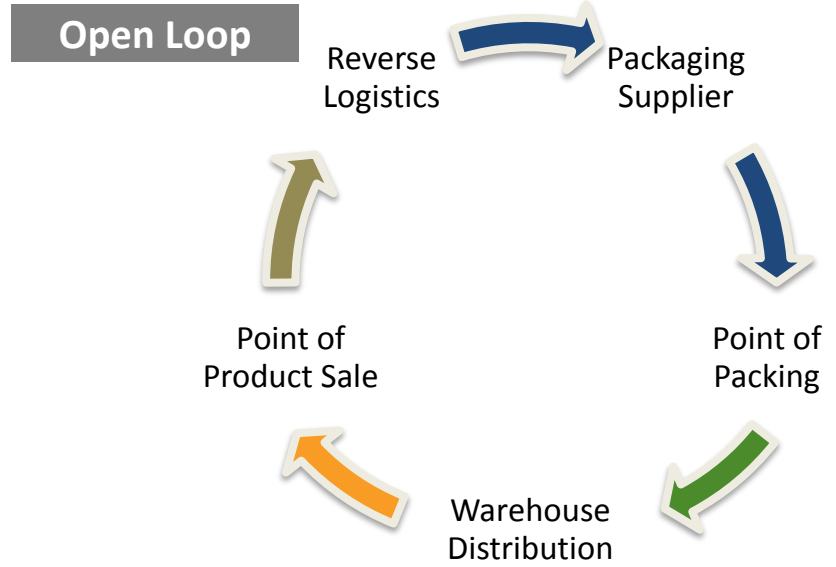 Open Loop
Reverse
Logistics
Packaging
Supplier
Point of
Packing
Warehouse
Distribution
Point of
Product Sale